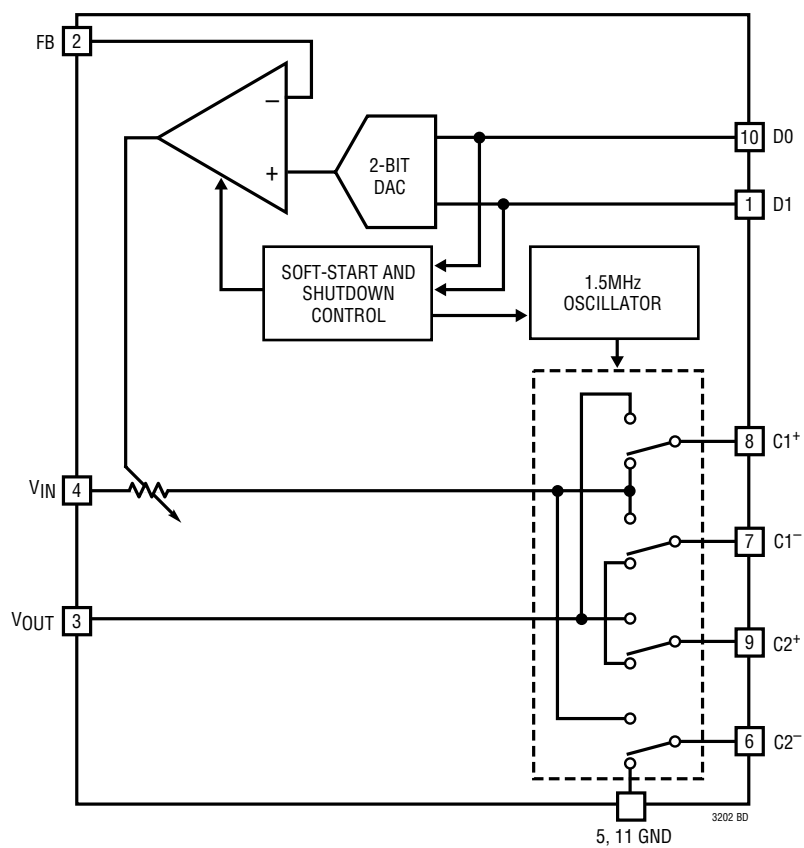 FB 2
−
+
2-BIT
DAC
10 D0
1 D1
SOFT-START AND
SHUTDOWN
CONTROL
1.5MHz
OSCILLATOR
8 C1+
VIN 4
7 C1−
VOUT 3
9 C2+
6 C2−
3202 BD
5, 11 GND